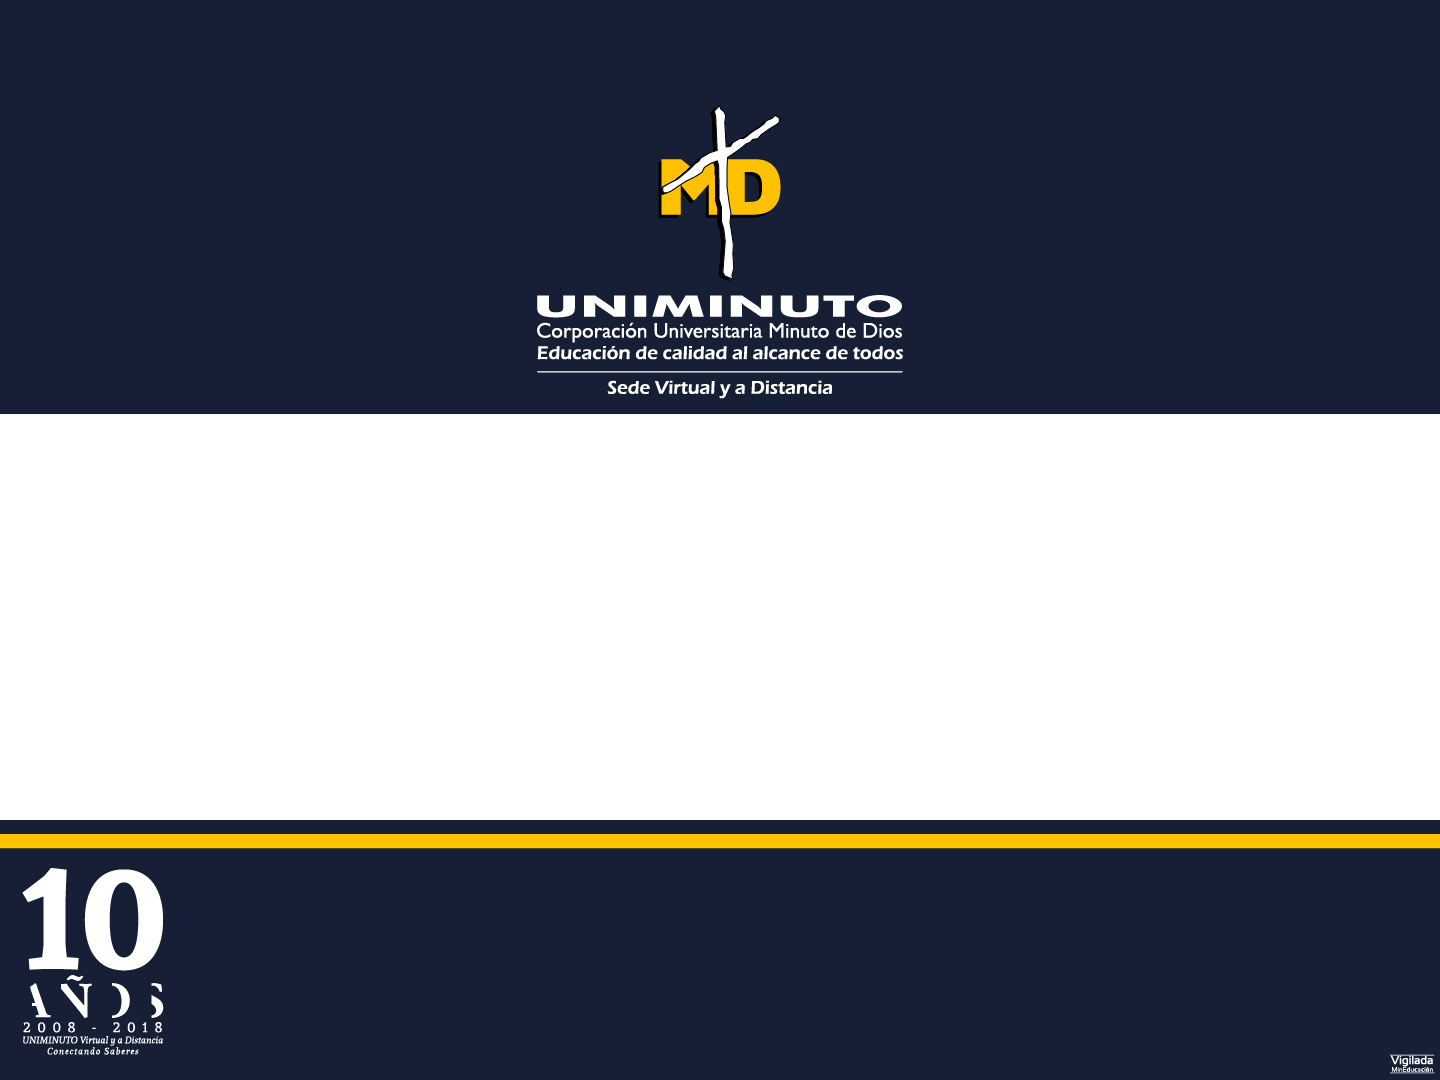 MD
UNIMINUTO
Corporación Universitaria Minuto de Dios
Educación de calidad al alcance de todos
Sede Virtual y a Distancia
10
AÑOS
2008 - 2018
UNIMINUTO Virtual y a Distancia
Conectando Saberes
Vigilada
MinEducación